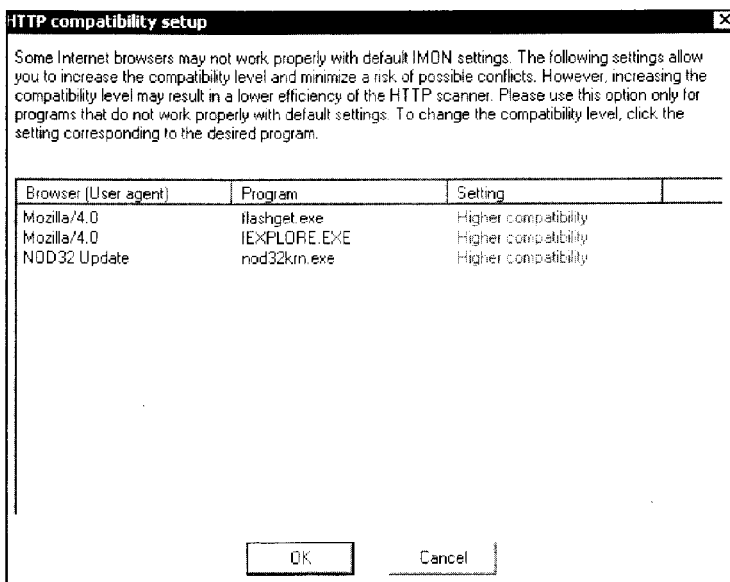 HTTP compatibility setup
Some Internet browsers may not work properly with default IMON settings. The following settings allow
you to increase the compatibility level and minimize a risk of possible conflicts. However, increasing the
compatibility level may result in a lower efficiency of the HTTP scanner. Please use this option only for
programs that do not work properly with default settings. To change the compatibility level, click the
setting corresponding to the desired program.
Browser (User agent) Program Setting
Mozilla/4.0 flashget.exe Higher compatibility
Mozilla/4.0 IEXPLORE.EXE Higher compatibility
NOD32 Update nod32krn.exe Higher compatibility
OK Cancel